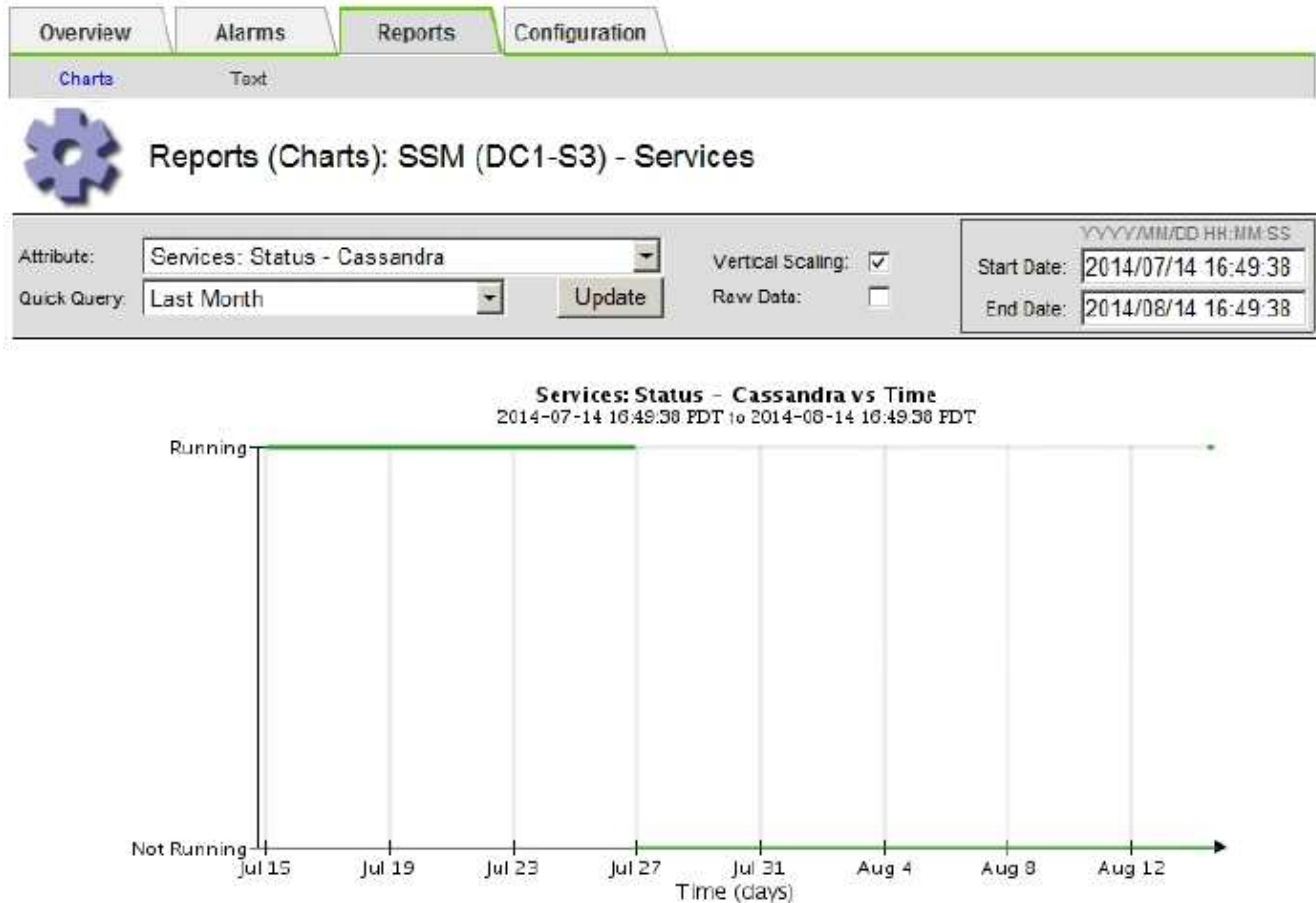 Overview Alarms Reports Configuration
Charts Text
Reports (Charts): SSM (DC1-S3) - Services
YYYY/MM/DD HH:MM:SS
Attribute: Services: Status - Cassandra Vertical Scaling: Start Date: 2014/07/14 16:49:38
Quick Query: Last Month Update Raw Data: End Date: 2014/08/14 16:49:38
Services: Status - Cassandra vs Time
2014-07-14 16:49:38 PDT to 2014-08-14 16:49:38 PDT
Running
Not Running
Jul 15 Jul 19 Jul 23 Jul 27 Jul 31 Aug 4 Aug 8 Aug 12
Time (days)